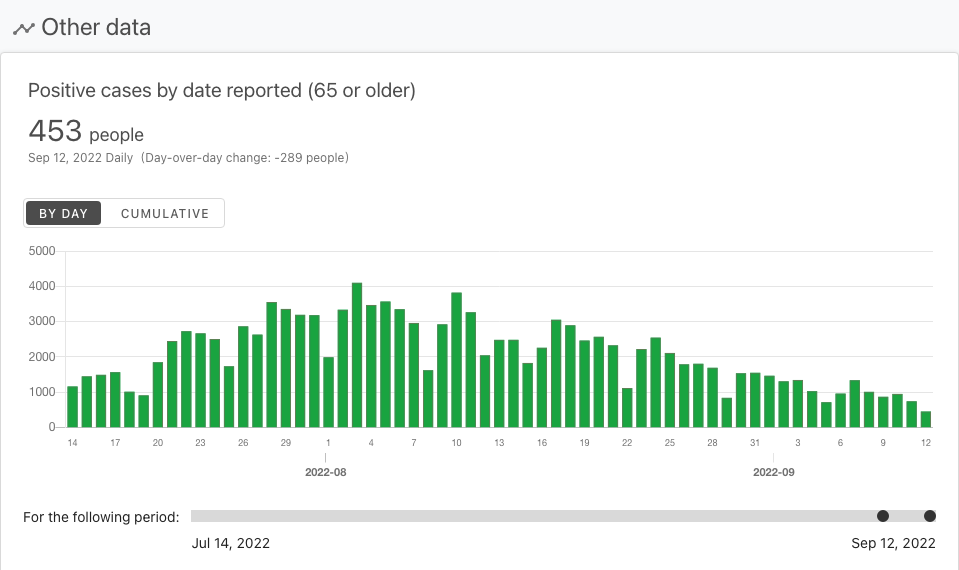 Other data
Positive cases by date reported (65 or older)
453 people
Sep 12, 2022 Daily (Day-over-day change: -289 people)
BY DAY CUMULATIVE
5000
4000
3000
2000
1000
0
14 17 20 23 26 29 1 4 7 10 13 16 19 22 25 28 31 3 6 9 12
2022-08 2022-09
For the following period:
Jul 14, 2022 Sep 12, 2022